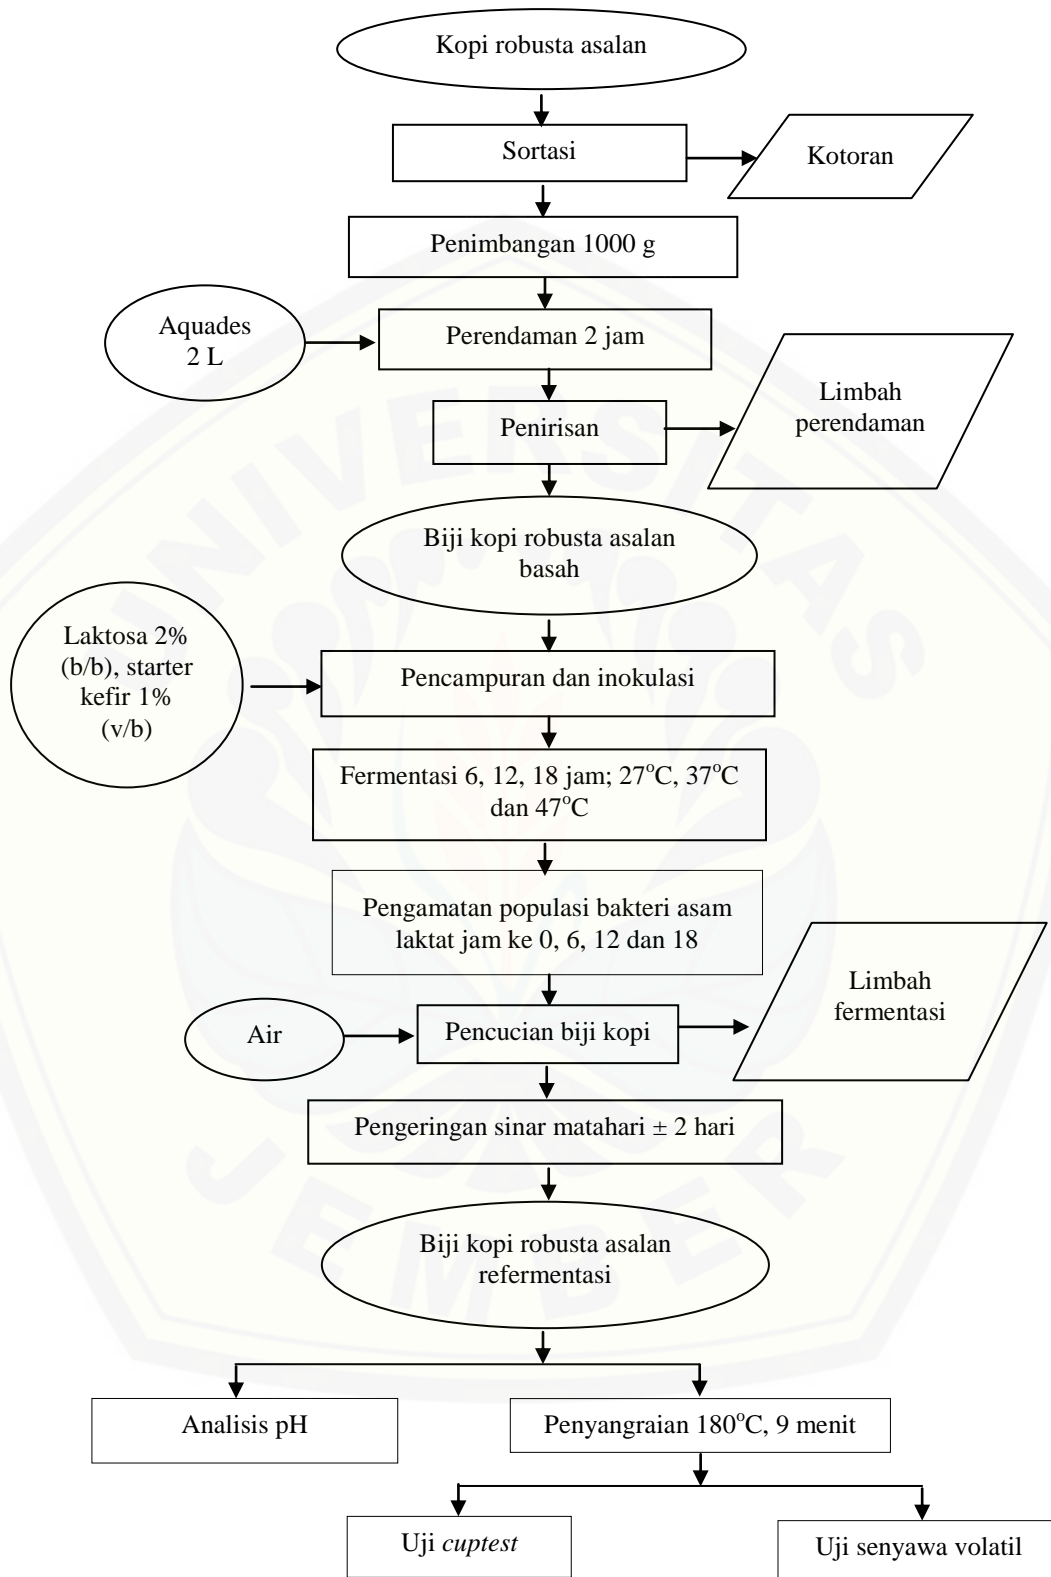 Kopi robusta asalan
Sortasi
Kotoran
Penimbangan 1000 g
Aquades
2 L
Perendaman 2 jam
Limbah
perendaman
Penirisan
Biji kopi robusta asalan
basah
Laktosa 2%
(b/b), starter
kefir 1%
(v/b)
Pencampuran dan inokulasi
Fermentasi 6, 12, 18 jam; 27°C, 37°C
dan 47°C
Pengamatan populasi bakteri asam
laktat jam ke 0, 6, 12 dan 18
Limbah
fermentasi
Air
Pencucian biji kopi
Pengeringan sinar matahari ± 2 hari
Biji kopi robusta asalan
refermentasi
Analisis pH
Penyangraian 180°C, 9 menit
Uji cuptest
Uji senyawa volatil
UNIVERSITAS
JEMBER